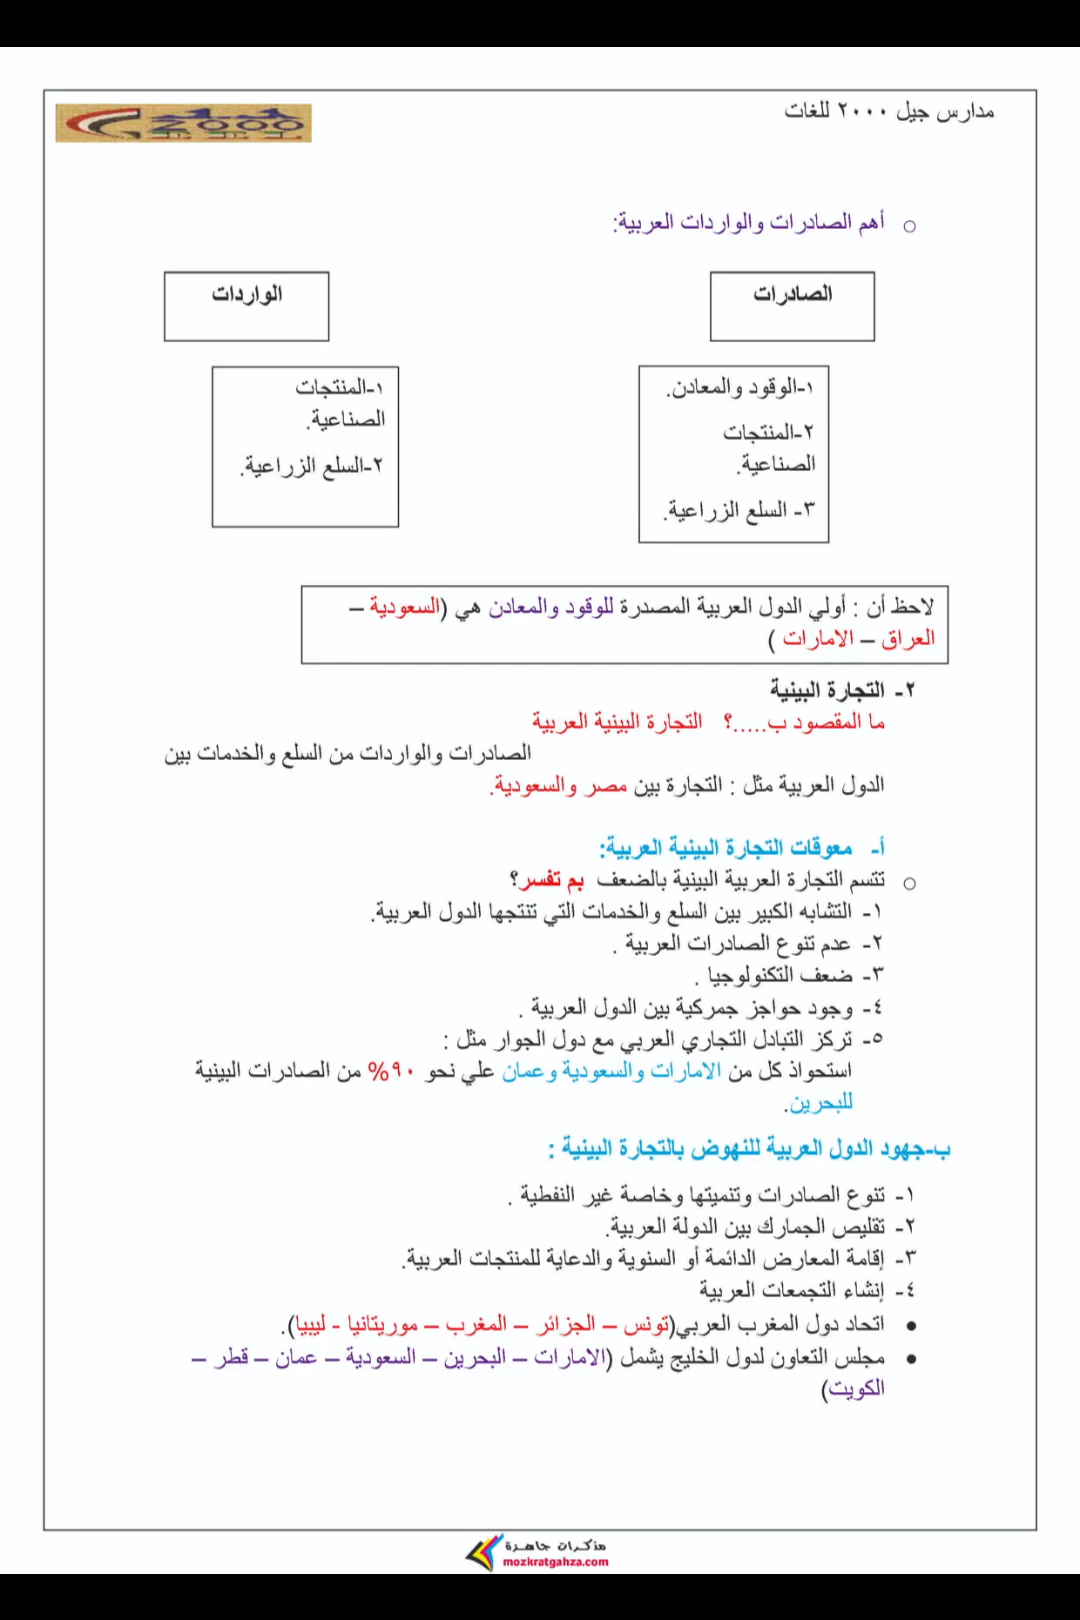 مدارس جيل ٢٠٠٠ للغات
2000
○ أهم الصادرات والواردات العربية:
الصادرات
الواردات
١-الوقود والمعادن.
٢-المنتجات
الصناعية.
٣- السلع الزراعية.
١-المنتجات
الصناعية.
٢-السلع الزراعية.
لاحظ أن : أولي الدول العربية المصدرة للوقود والمعادن هي (السعودية –
العراق – الامارات )
٢- التجارة البينية
ما المقصود ب.....؟ التجارة البينية العربية
الصادرات والواردات من السلع والخدمات بين
الدول العربية مثل : التجارة بين مصر والسعودية.
أ- معوقات التجارة البينية العربية:
○ تتسم التجارة العربية البينية بالضعف بم تفسر؟
١- التشابه الكبير بين السلع والخدمات التي تنتجها الدول العربية.
٢- عدم تنوع الصادرات العربية .
٣- ضعف التكنولوجيا .
٤- وجود حواجز جمركية بين الدول العربية .
٥- تركز التبادل التجاري العربي مع دول الجوار مثل :
استحواذ كل من الامارات والسعودية وعمان علي نحو ٩٠% من الصادرات البينية
للبحرين.
ب-جهود الدول العربية للنهوض بالتجارة البينية :
١- تنوع الصادرات وتنميتها وخاصة غير النفطية .
٢- تقليص الجمارك بين الدولة العربية.
٣- إقامة المعارض الدائمة أو السنوية والدعاية للمنتجات العربية.
٤- إنشاء التجمعات العربية
• اتحاد دول المغرب العربي(تونس – الجزائر – المغرب – موريتانيا - ليبيا).
• مجلس التعاون لدول الخليج يشمل (الامارات – البحرين – السعودية – عمان – قطر –
الكويت)
مذكرات جاهزة
mozkratgahza.com